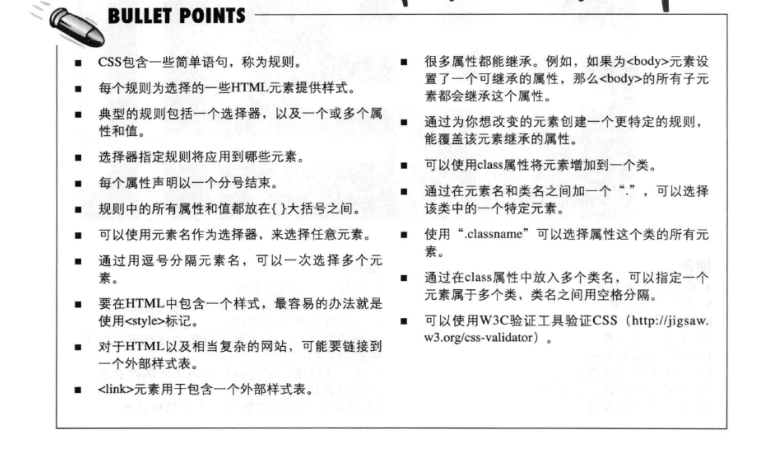 BULLET POINTS
■ CSS包含一些简单语句，称为规则。
■ 每个规则为选择的一些HTML元素提供样式。
■ 典型的规则包括一个选择器，以及一个或多个属
性和值。
■ 选择器指定规则将应用到哪些元素。
■ 每个属性声明以一个分号结束。
■ 规则中的所有属性和值都放在{ }大括号之间。
■ 可以使用元素名作为选择器，来选择任意元素。
■ 通过用逗号分隔元素名，可以一次选择多个元
素。
■ 要在HTML中包含一个样式，最容易的办法就是
使用<style>标记。
■ 对于HTML以及相当复杂的网站，可能要链接到
一个外部样式表。
■ <link>元素用于包含一个外部样式表。
■ 很多属性都能继承。例如，如果为<body>元素设
置了一个可继承的属性，那么<body>的所有子元
素都会继承这个属性。
■ 通过为你想改变的元素创建一个更特定的规则，
能覆盖该元素继承的属性。
■ 可以使用class属性将元素增加到一个类。
■ 通过在元素名和类名之间加一个“.”，可以选择
该类中的一个特定元素。
■ 使用“.classname”可以选择属性这个类的所有元
素。
■ 通过在class属性中放入多个类名，可以指定一个
元素属于多个类，类名之间用空格分隔。
■ 可以使用W3C验证工具验证CSS（http://jigsaw.
w3.org/css-validator）。